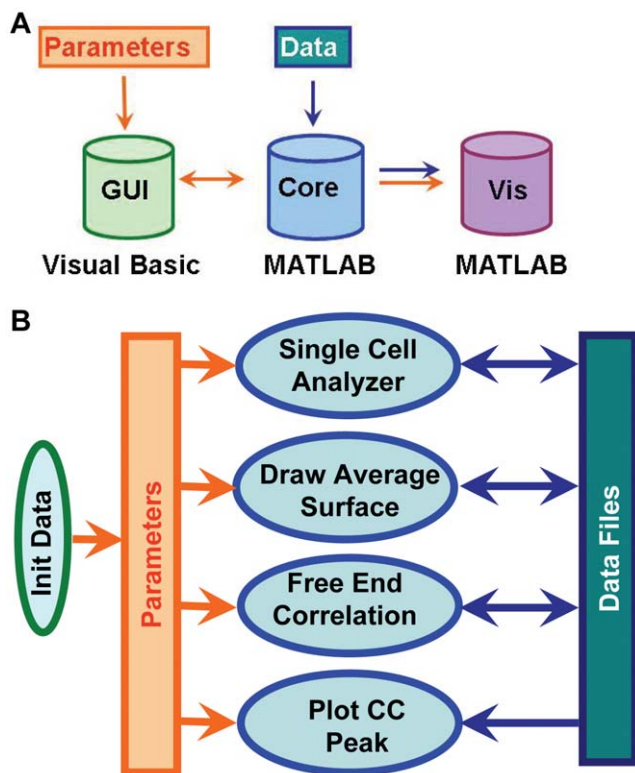 A
Parameters
Data
GUI
Core
Vis
Visual Basic
MATLAB
MATLAB
B
Init Data
Parameters
Single Cell
Analyzer
Draw Average
Surface
Free End
Correlation
Plot CC
Peak
Data Files